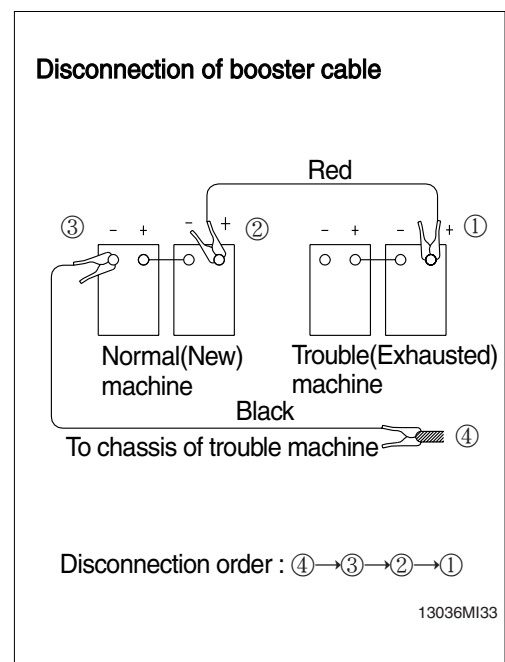 Disconnection of booster cable
Red
③ - + - + ② - + - + ①
Normal(New) machine
Trouble(Exhausted) machine
Black
To chassis of trouble machine ④
Disconnection order : ④→③→②→①
13036MI33